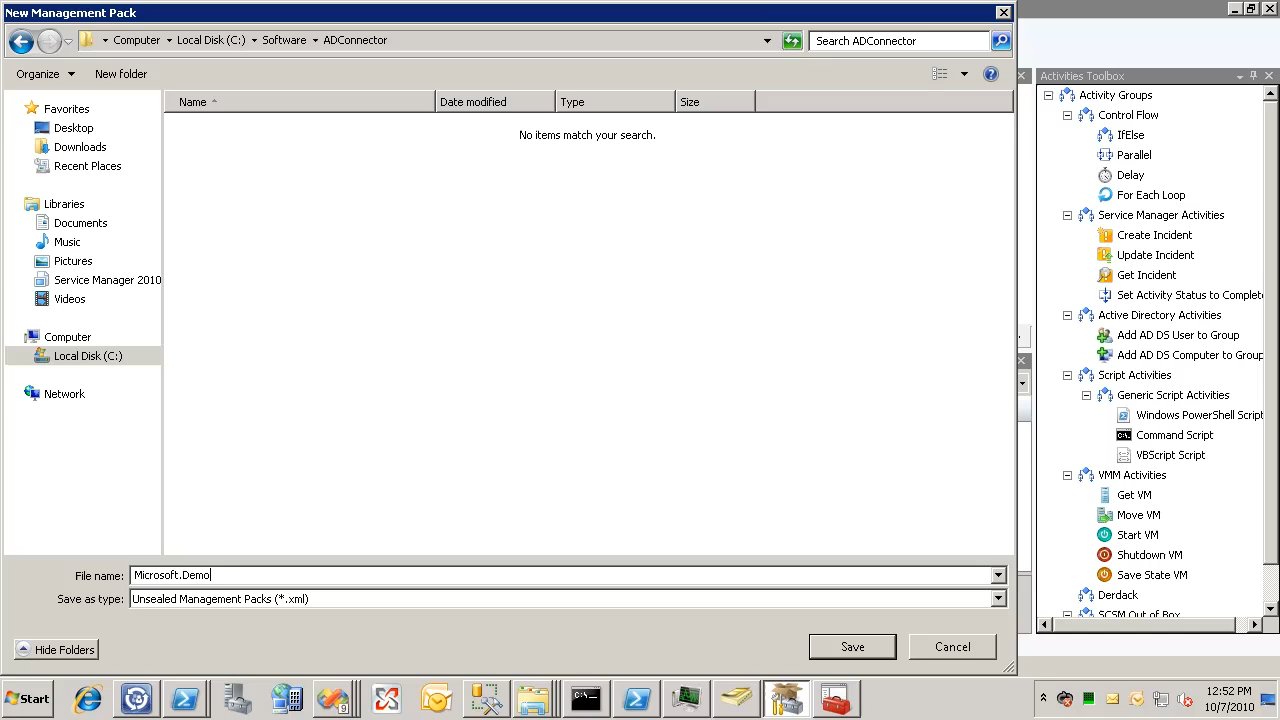 New Management Pack
Computer Local Disk (C:) Software ADConnector
Search ADConnector
Organize New folder
Name Date modified Type Size
No items match your search.
Favorites
Desktop
Downloads
Recent Places
Libraries
Documents
Music
Pictures
Service Manager 2010
Videos
Computer
Local Disk (C:)
Network
File name: Microsoft.Demo
Save as type: Unsealed Management Packs (*.xml)
Hide Folders
Save Cancel
Activities Toolbox
Activity Groups
Control Flow
IfElse
Parallel
Delay
For Each Loop
Service Manager Activities
Create Incident
Update Incident
Get Incident
Set Activity Status to Complet
Active Directory Activities
Add AD DS User to Group
Add AD DS Computer to Group
Script Activities
Generic Script Activities
Windows PowerShell Script
Command Script
VBScript Script
VMM Activities
Get VM
Move VM
Start VM
Shutdown VM
Save State VM
Derdack
SCSM Out of Box
Start
12:52 PM
10/7/2010